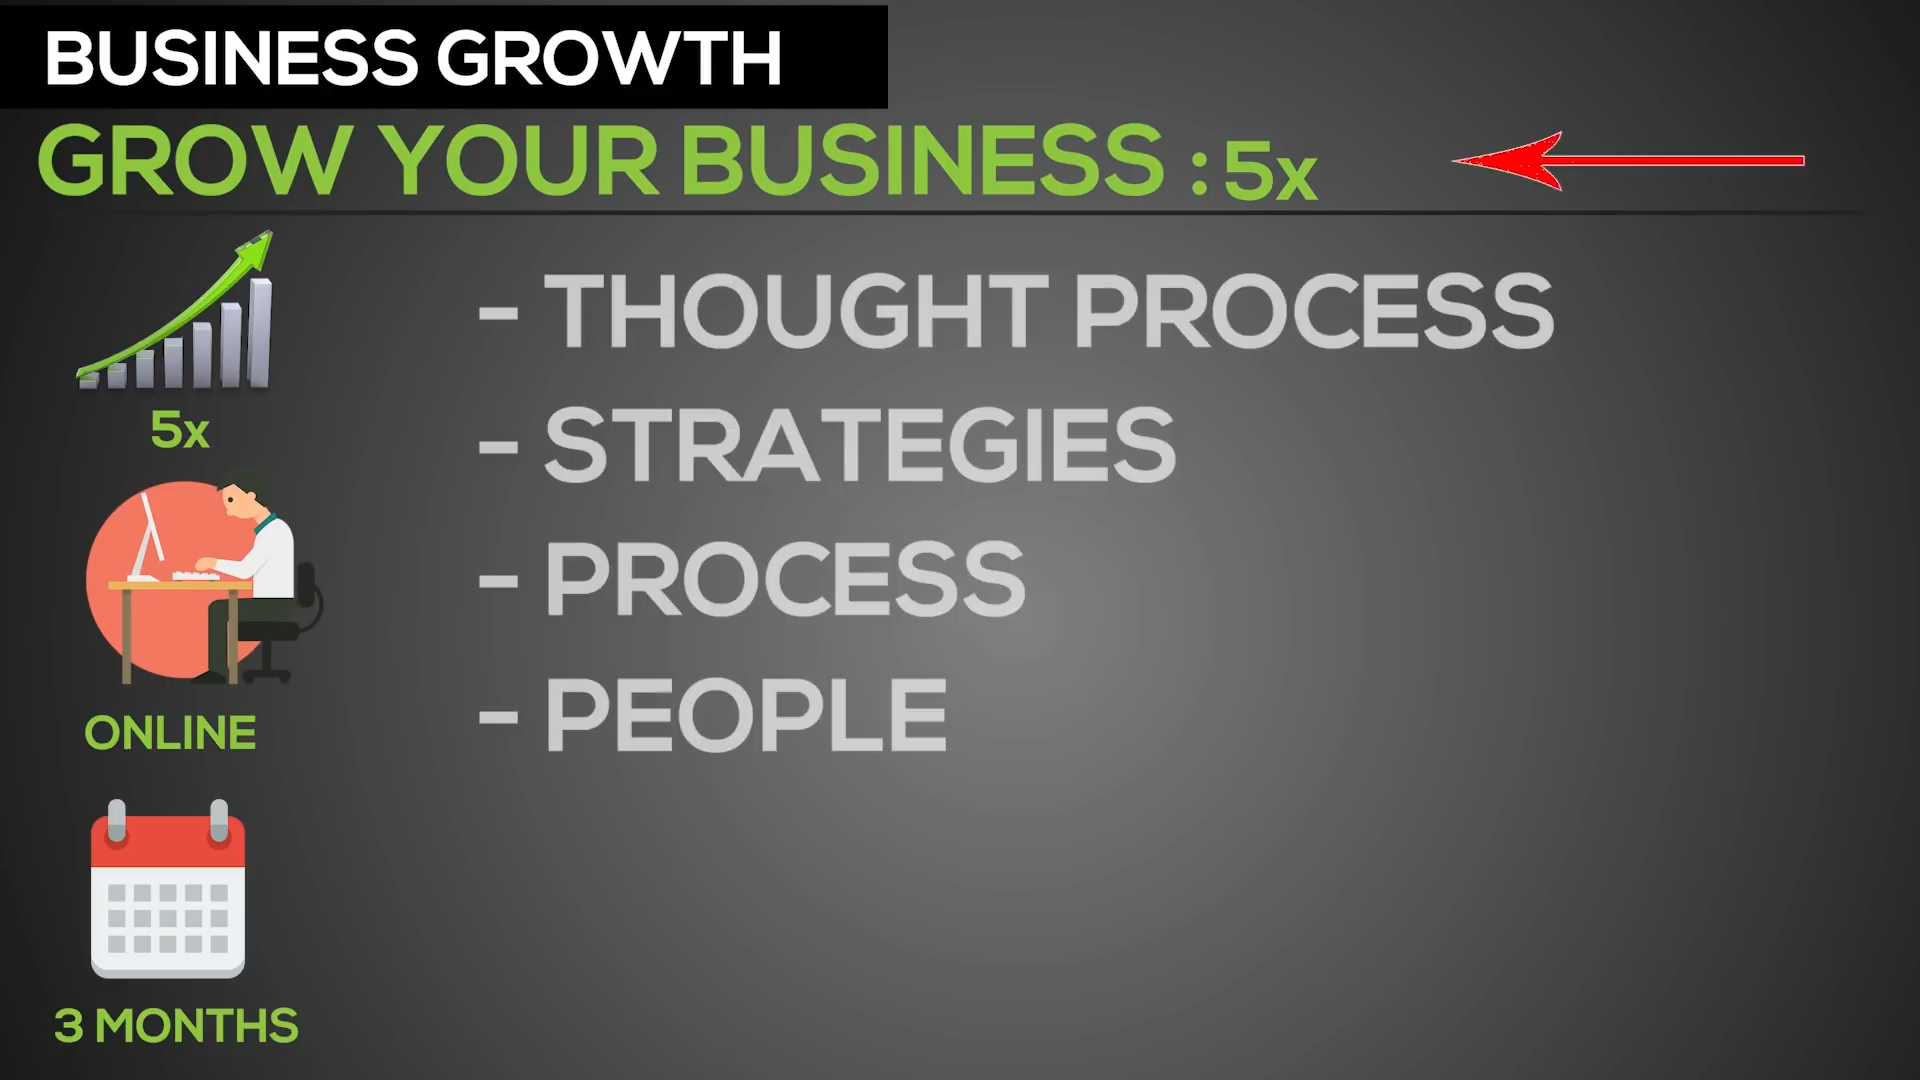 BUSINESS GROWTH
GROW YOUR BUSINESS : 5x
5x
- THOUGHT PROCESS
- STRATEGIES
- PROCESS
- PEOPLE
ONLINE
3 MONTHS